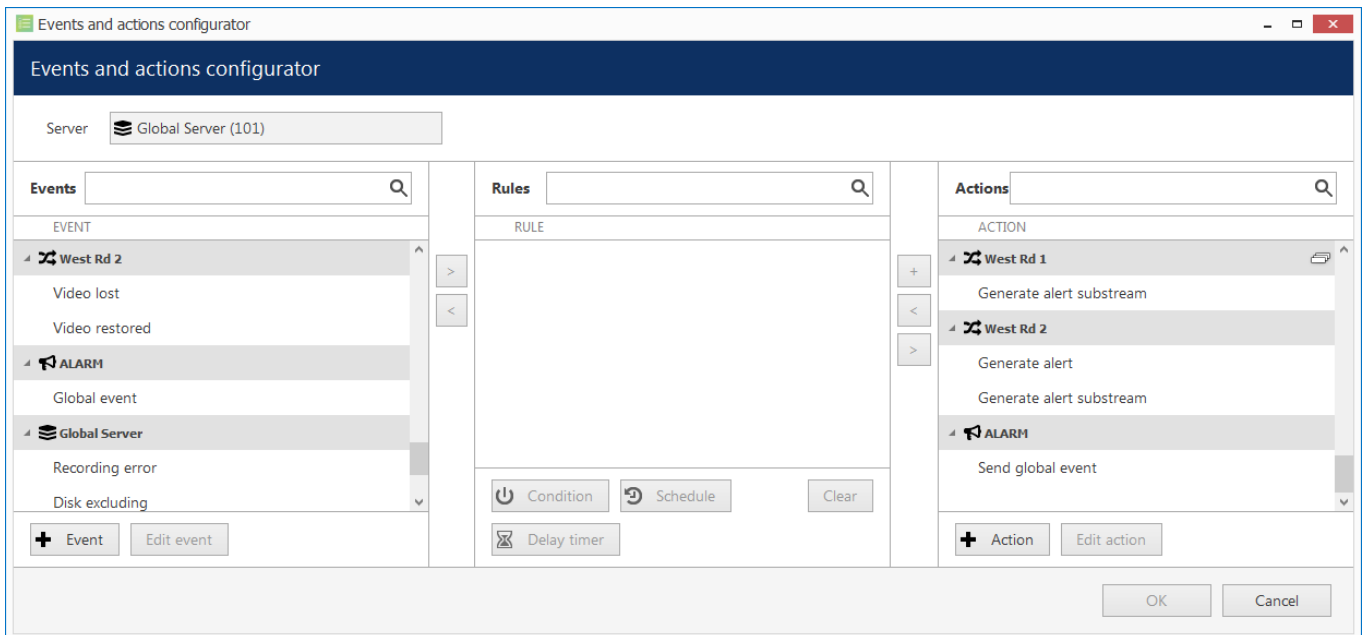 Events and actions configurator
Events and actions configurator
Server Global Server (101)
Events
EVENT
West Rd 2
Video lost
Video restored
ALARM
Global event
Global Server
Recording error
Disk excluding
+ Event Edit event
>
<
Rules
RULE
Condition Schedule Clear
Delay timer
+
<
>
Actions
ACTION
West Rd 1
Generate alert substream
West Rd 2
Generate alert
Generate alert substream
ALARM
Send global event
+ Action Edit action
OK Cancel